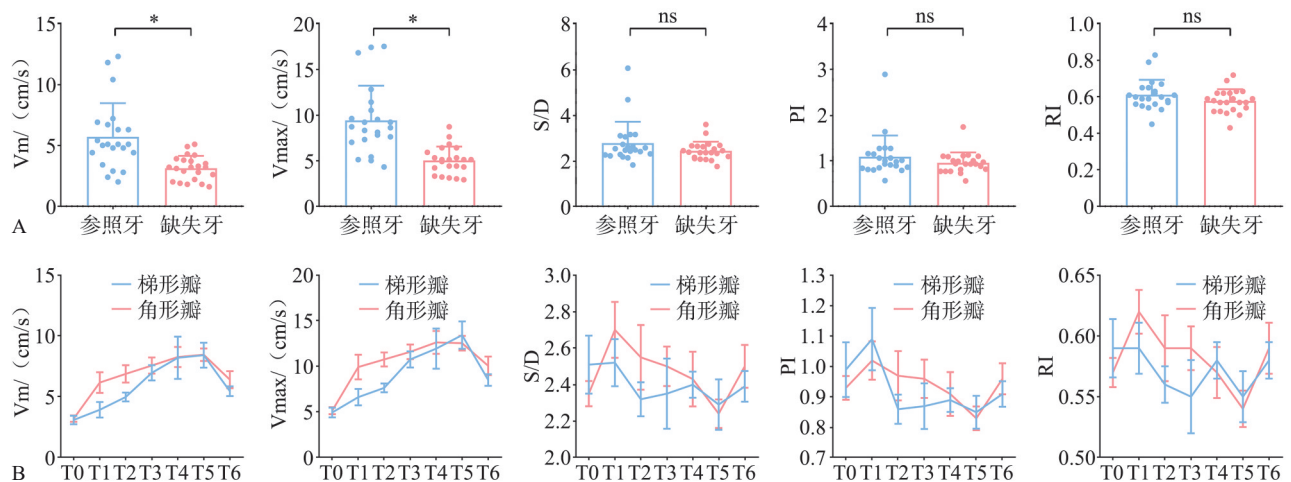 15
10
5
0
Vm/（cm/s）
*
参照牙
缺失牙
20
15
10
5
0
Vmax/（cm/s）
*
参照牙
缺失牙
8
6
4
2
0
S/D
ns
参照牙
缺失牙
4
3
2
1
0
PI
ns
参照牙
缺失牙
1.0
0.8
0.6
0.4
0.2
0
RI
ns
参照牙
缺失牙
A
15
10
5
0
Vm/（cm/s）
梯形瓣
角形瓣
T0 T1 T2 T3 T4 T5 T6
20
15
10
5
0
Vmax/（cm/s）
梯形瓣
角形瓣
T0 T1 T2 T3 T4 T5 T6
3.0
2.8
2.6
2.4
2.2
2.0
S/D
梯形瓣
角形瓣
T0 T1 T2 T3 T4 T5 T6
1.3
1.2
1.1
1.0
0.9
0.8
0.7
PI
梯形瓣
角形瓣
T0 T1 T2 T3 T4 T5 T6
0.65
0.60
0.55
0.50
RI
梯形瓣
角形瓣
T0 T1 T2 T3 T4 T5 T6
B